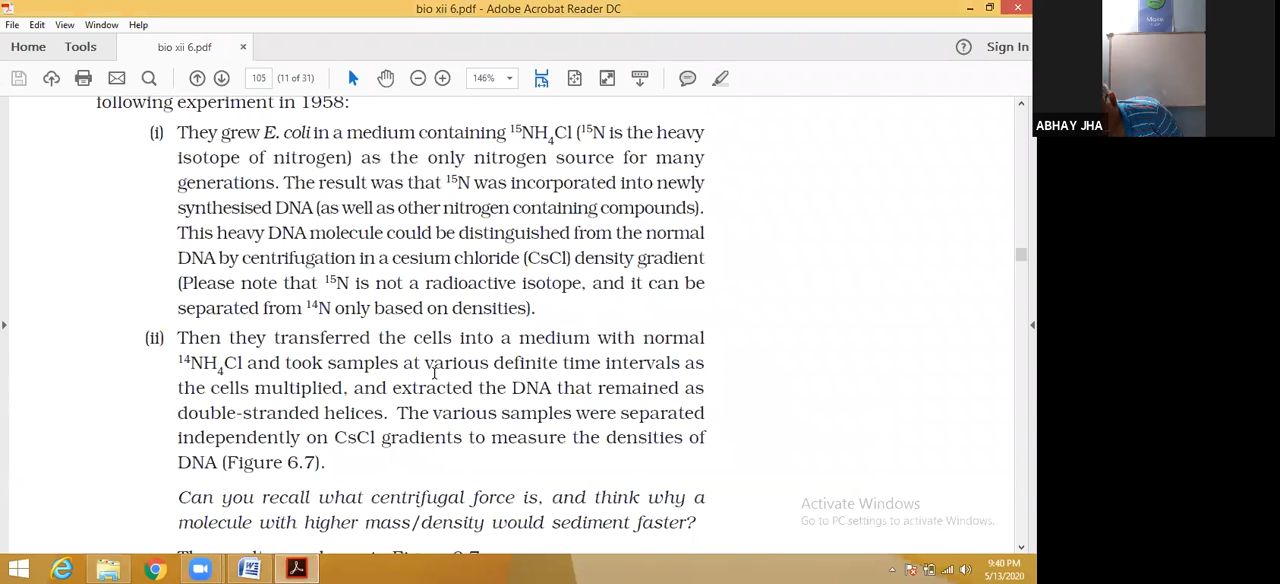 bio xii 6.pdf - Adobe Acrobat Reader DC
File Edit View Window Help
Home Tools bio xii 6.pdf × Sign In
105 (11 of 31) 146%
following experiment in 1958:
(i) They grew E. coli in a medium containing ¹⁵NH₄Cl (¹⁵N is the heavy
isotope of nitrogen) as the only nitrogen source for many
generations. The result was that ¹⁵N was incorporated into newly
synthesised DNA (as well as other nitrogen containing compounds).
This heavy DNA molecule could be distinguished from the normal
DNA by centrifugation in a cesium chloride (CsCl) density gradient
(Please note that ¹⁵N is not a radioactive isotope, and it can be
separated from ¹⁴N only based on densities).
(ii) Then they transferred the cells into a medium with normal
¹⁴NH₄Cl and took samples at various definite time intervals as
the cells multiplied, and extracted the DNA that remained as
double-stranded helices. The various samples were separated
independently on CsCl gradients to measure the densities of
DNA (Figure 6.7).
Can you recall what centrifugal force is, and think why a
molecule with higher mass/density would sediment faster?
Activate Windows
Go to PC settings to activate Windows.
9:40 PM
5/13/2020
ABHAY JHA